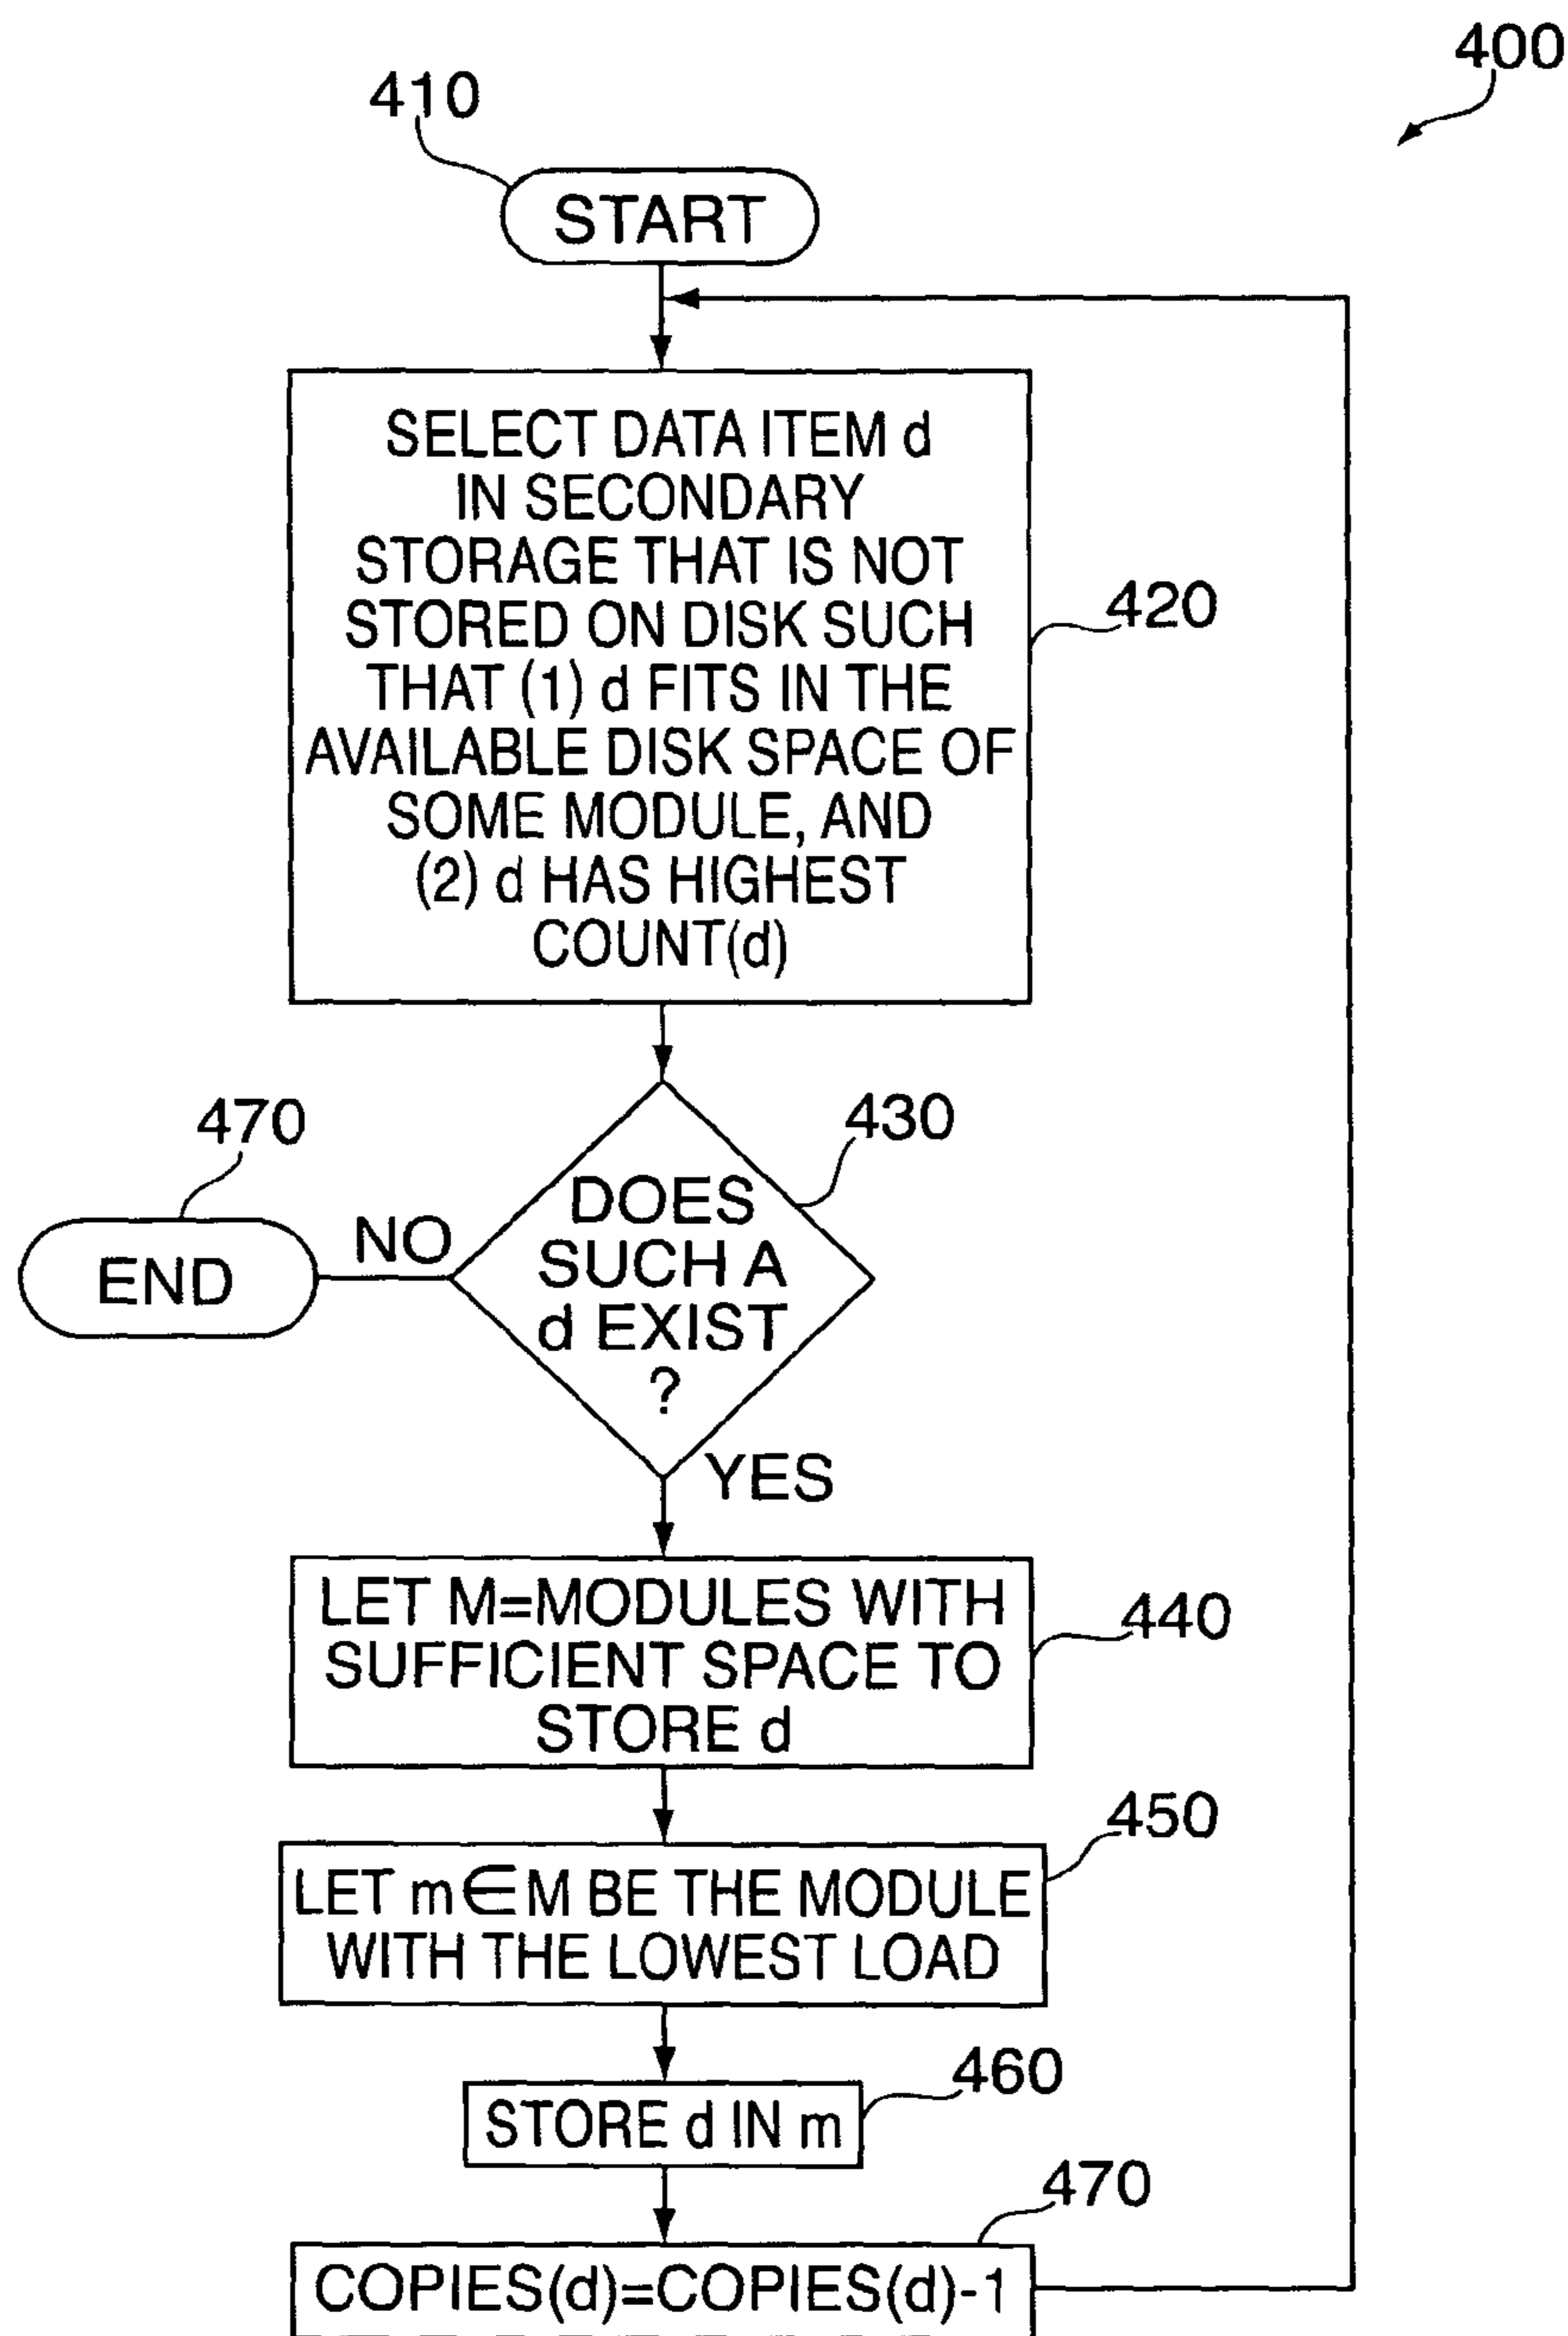 400
410
START
SELECT DATA ITEM d
IN SECONDARY
STORAGE THAT IS NOT
STORED ON DISK SUCH
THAT (1) d FITS IN THE
AVAILABLE DISK SPACE OF
SOME MODULE, AND
(2) d HAS HIGHEST
COUNT(d)
420
430
DOES
SUCH A
d EXIST
?
470
NO
END
YES
LET M=MODULES WITH
SUFFICIENT SPACE TO
STORE d
440
450
LET m∈M BE THE MODULE
WITH THE LOWEST LOAD
460
STORE d IN m
470
COPIES(d)=COPIES(d)-1